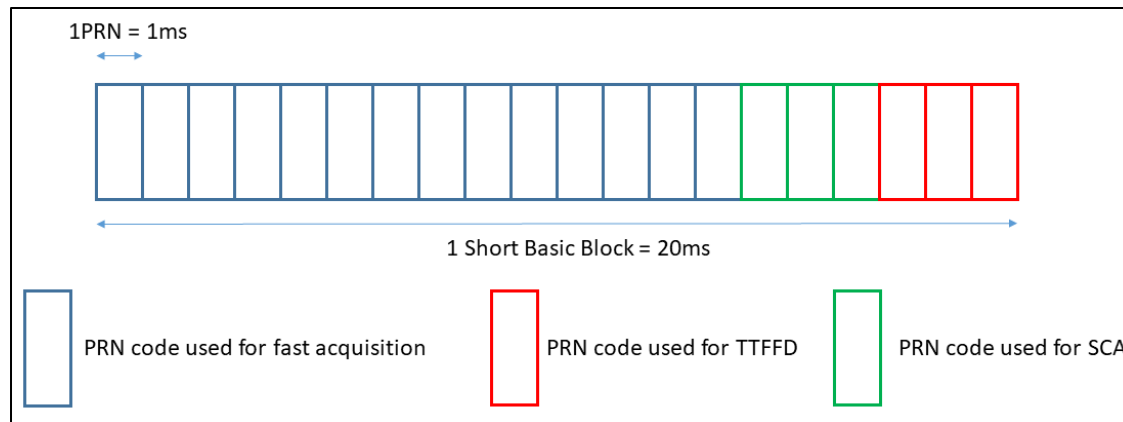 1PRN = 1ms
1 Short Basic Block = 20ms
PRN code used for fast acquisition
PRN code used for TTFFD
PRN code used for SCA